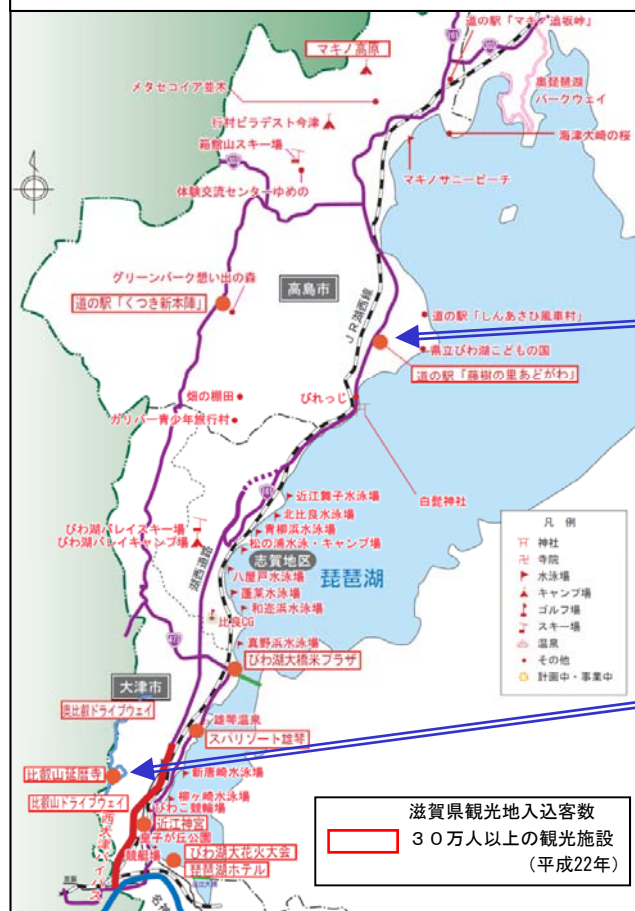 道の駅「マキノ追坂峠」
161
マキノ高原
メタセコイア並木
奥琵琶湖
パークウェイ
行村ビラデスト今津
箱館山スキー場
海津大崎の桜
マキノサニービーチ
体験交流センターゆめの
グリーンパーク想い出の森
高島市
道の駅「くつき新本陣」
JR湖西線
道の駅「しんあさひ風車村」
県立びわ湖こどもの国
道の駅「藤樹の里あどがわ」
畑の棚田
びれっじ
ガリバー青少年旅行村
白髭神社
161
近江舞子水泳場
北比良水泳場
青柳浜水泳場
びわ湖バレイスキー場
びわ湖バレイキャンプ場
松の浦水泳・キャンプ場
志賀地区
琵琶湖
湖西道路
八屋戸水泳場
蓬莱水泳場
和迩浜水泳場
比良CG
477
真野浜水泳場
びわ湖大橋米プラザ
大津市
奥比叡ドライブウェイ
雄琴温泉
スパリゾート雄琴
比叡山延暦寺
新唐崎水泳場
比叡山ドライブウェイ
柳ヶ崎水泳場
びわこ競輪場
近江神宮
皇子が丘公園
西大津バイパス
競艇場
びわ湖大花火大会
琵琶湖ホテル
名神
凡 例
神社
寺院
水泳場
キャンプ場
ゴルフ場
スキー場
温泉
その他
計画中・事業中
滋賀県観光地入込客数
３０万人以上の観光施設
（平成22年）